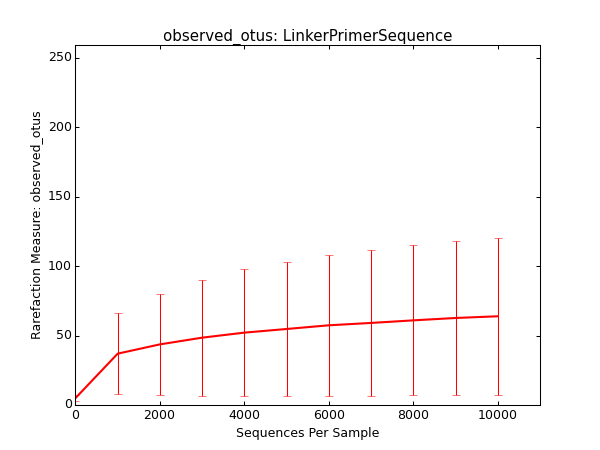 observed_otus: LinkerPrimerSequence
250
200
150
100
50
0
Rarefaction Measure: observed_otus
0 2000 4000 6000 8000 10000
Sequences Per Sample